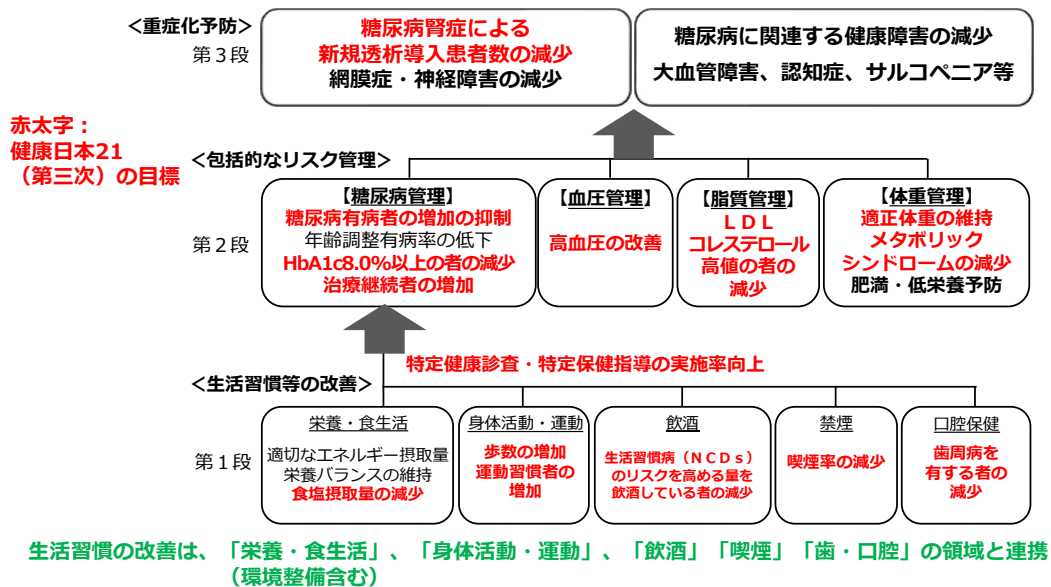 ＜重症化予防＞
第３段
糖尿病腎症による
新規透析導入患者数の減少
網膜症・神経障害の減少
糖尿病に関連する健康障害の減少
大血管障害、認知症、サルコペニア等
赤太字：
健康日本21
（第三次）の目標
＜包括的なリスク管理＞
第２段
【糖尿病管理】
糖尿病有病者の増加の抑制
年齢調整有病率の低下
HbA1c8.0%以上の者の減少
治療継続者の増加
【血圧管理】
高血圧の改善
【脂質管理】
ＬＤＬ
コレステロール
高値の者の
減少
【体重管理】
適正体重の維持
メタボリック
シンドロームの減少
肥満・低栄養予防
特定健康診査・特定保健指導の実施率向上
＜生活習慣等の改善＞
第１段
栄養・食生活
適切なエネルギー摂取量
栄養バランスの維持
食塩摂取量の減少
身体活動・運動
歩数の増加
運動習慣者の
増加
飲酒
生活習慣病（ＮＣＤｓ）
のリスクを高める量を
飲酒している者の減少
禁煙
喫煙率の減少
口腔保健
歯周病を
有する者の
減少
生活習慣の改善は、「栄養・食生活」、「身体活動・運動」、「飲酒」「喫煙」「歯・口腔」の領域と連携
（環境整備含む）